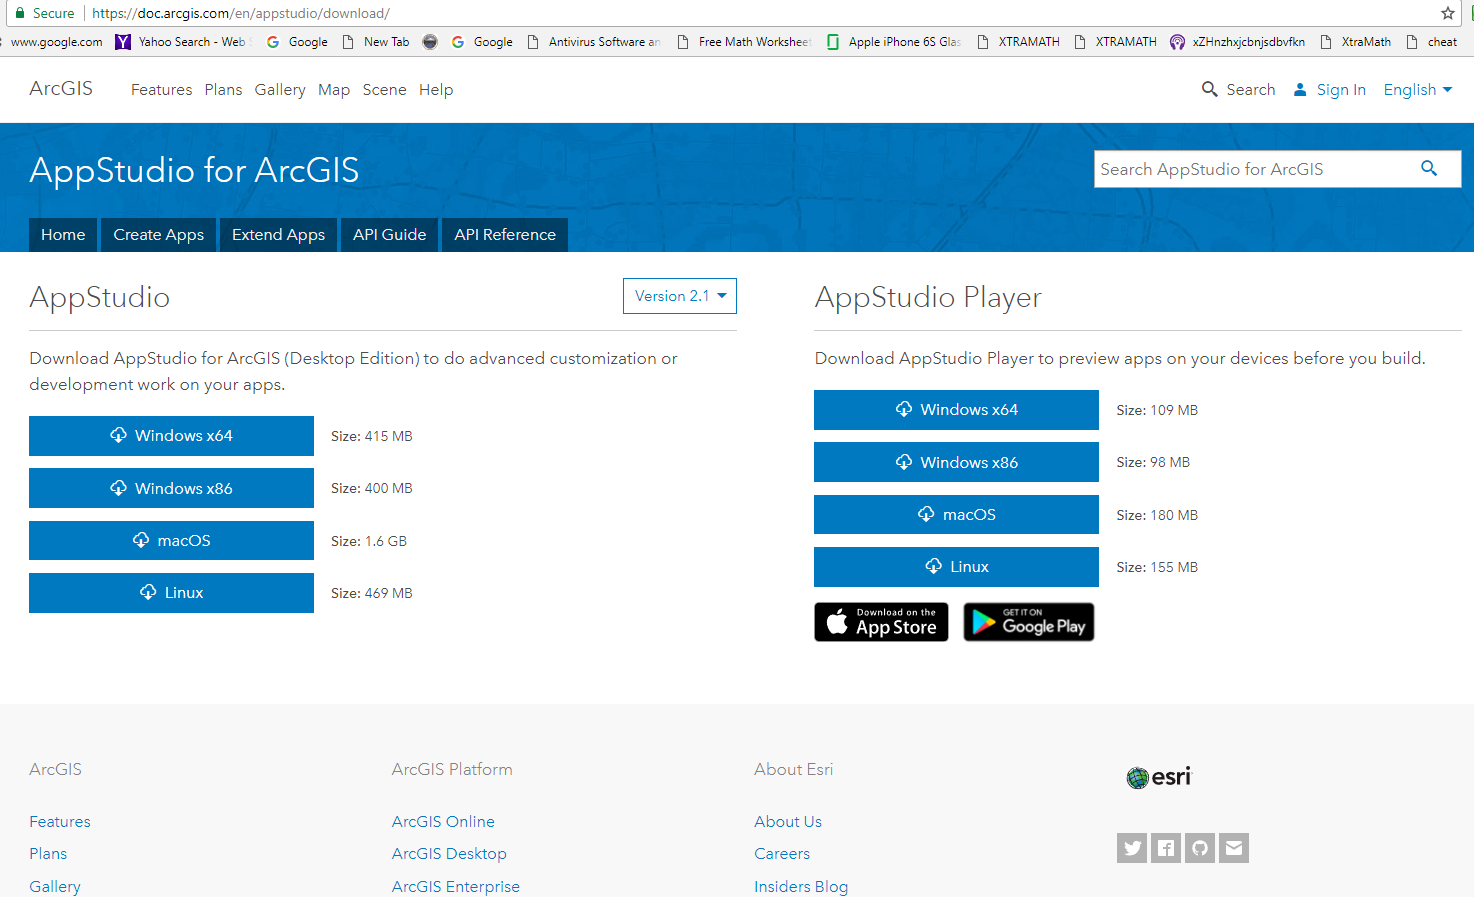 Secure https://doc.arcgis.com/en/appstudio/download/
www.google.com Yahoo Search - Web Google New Tab Google Antivirus Software an Free Math Workshee Apple iPhone 6S Glas XTRAMATH XTRAMATH xZHnzhxjcbnjsdbvfkn XtraMath cheat
ArcGIS Features Plans Gallery Map Scene Help Search Sign In English
AppStudio for ArcGIS
Search AppStudio for ArcGIS
Home Create Apps Extend Apps API Guide API Reference
AppStudio
Version 2.1
Download AppStudio for ArcGIS (Desktop Edition) to do advanced customization or
development work on your apps.
Windows x64 Size: 415 MB
Windows x86 Size: 400 MB
macOS Size: 1.6 GB
Linux Size: 469 MB
AppStudio Player
Download AppStudio Player to preview apps on your devices before you build.
Windows x64 Size: 109 MB
Windows x86 Size: 98 MB
macOS Size: 180 MB
Linux Size: 155 MB
Download on the
App Store
GET IT ON
Google Play
ArcGIS
Features
Plans
Gallery
ArcGIS Platform
ArcGIS Online
ArcGIS Desktop
ArcGIS Enterprise
About Esri
About Us
Careers
Insiders Blog
esri